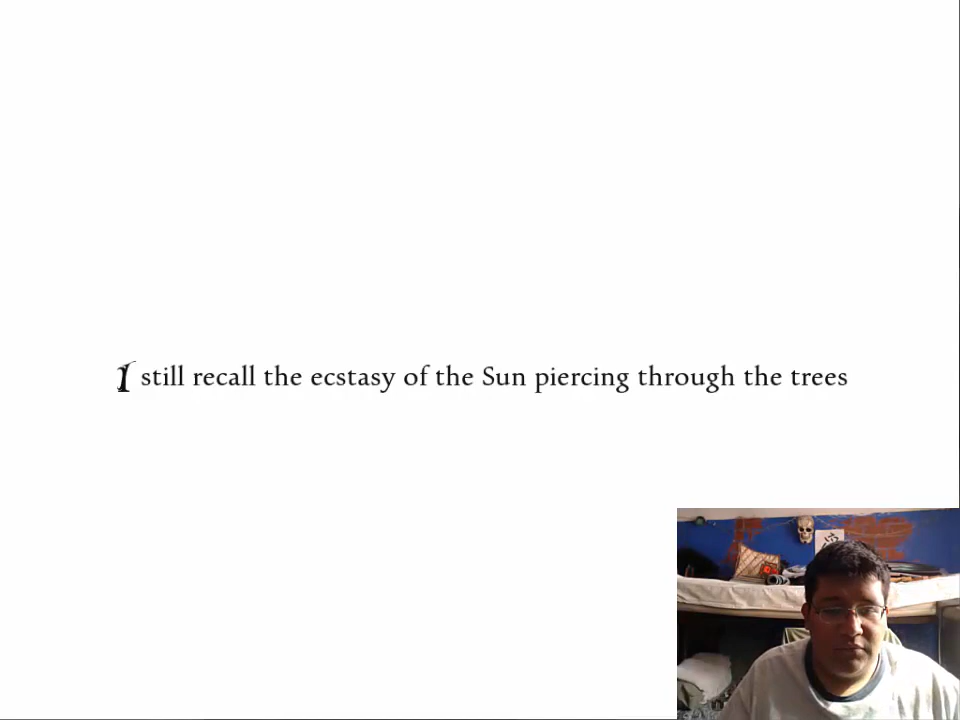 I still recall the ecstasy of the Sun piercing through the trees